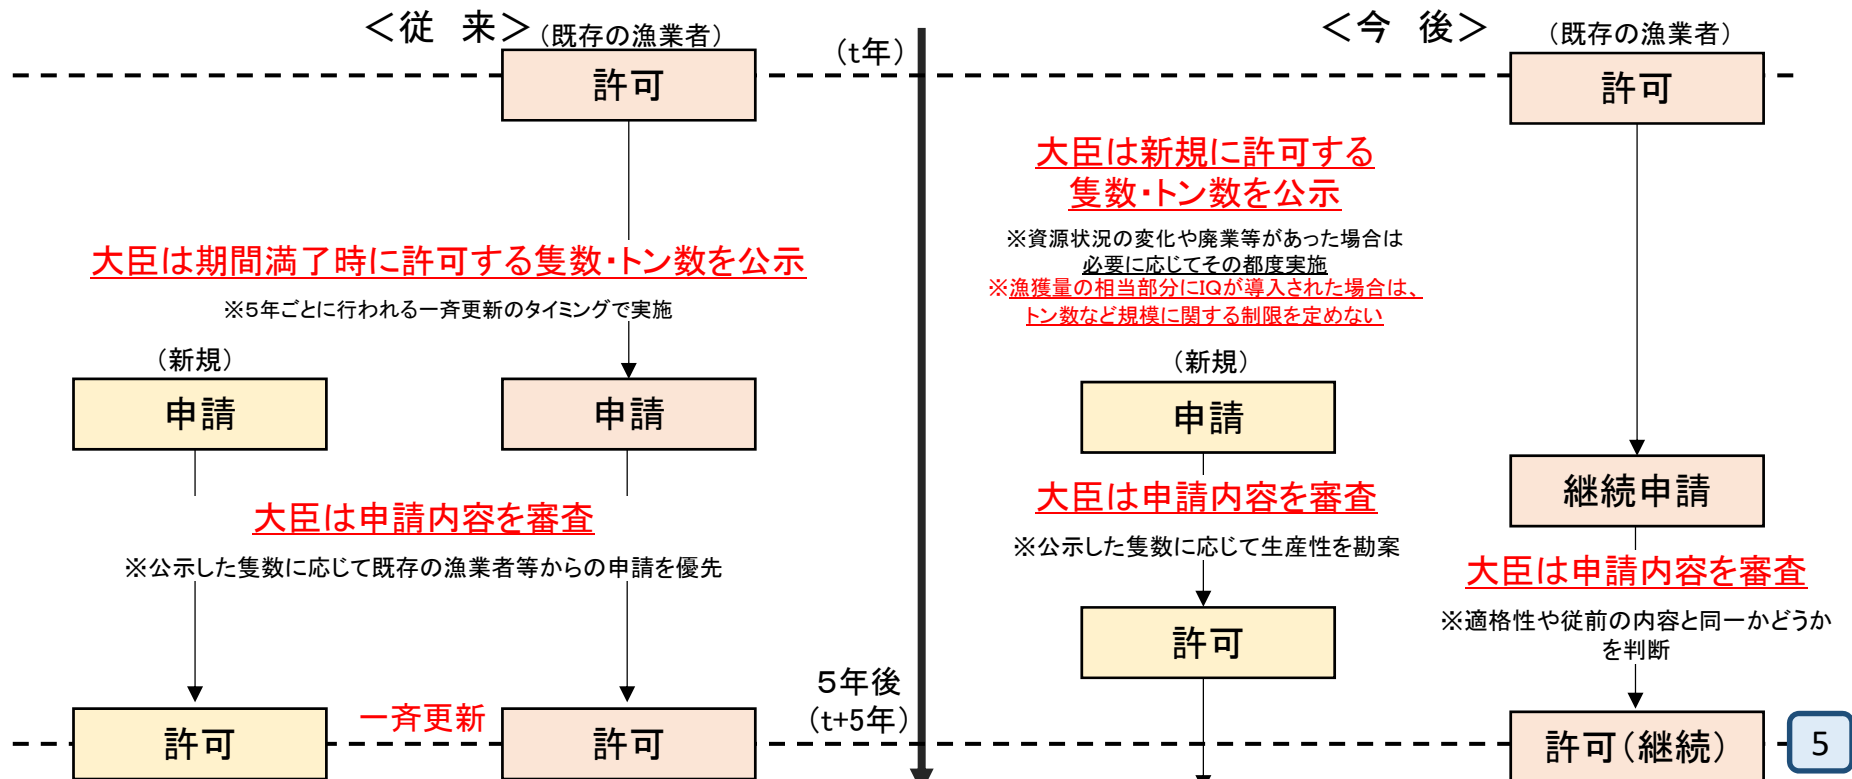 ＜従　来＞
（既存の漁業者）
許可
大臣は期間満了時に許可する隻数・トン数を公示
※５年ごとに行われる一斉更新のタイミングで実施
（新規）
申請
申請
大臣は申請内容を審査
※公示した隻数に応じて既存の漁業者等からの申請を優先
許可
一斉更新
許可
（t年）
５年後
（t+5年）
＜今　後＞
（既存の漁業者）
許可
大臣は新規に許可する
隻数・トン数を公示
※資源状況の変化や廃業等があった場合は
必要に応じてその都度実施
※漁獲量の相当部分にIQが導入された場合は、
トン数など規模に関する制限を定めない
（新規）
申請
大臣は申請内容を審査
※公示した隻数に応じて生産性を勘案
許可
継続申請
大臣は申請内容を審査
※適格性や従前の内容と同一かどうか
を判断
許可（継続）
5